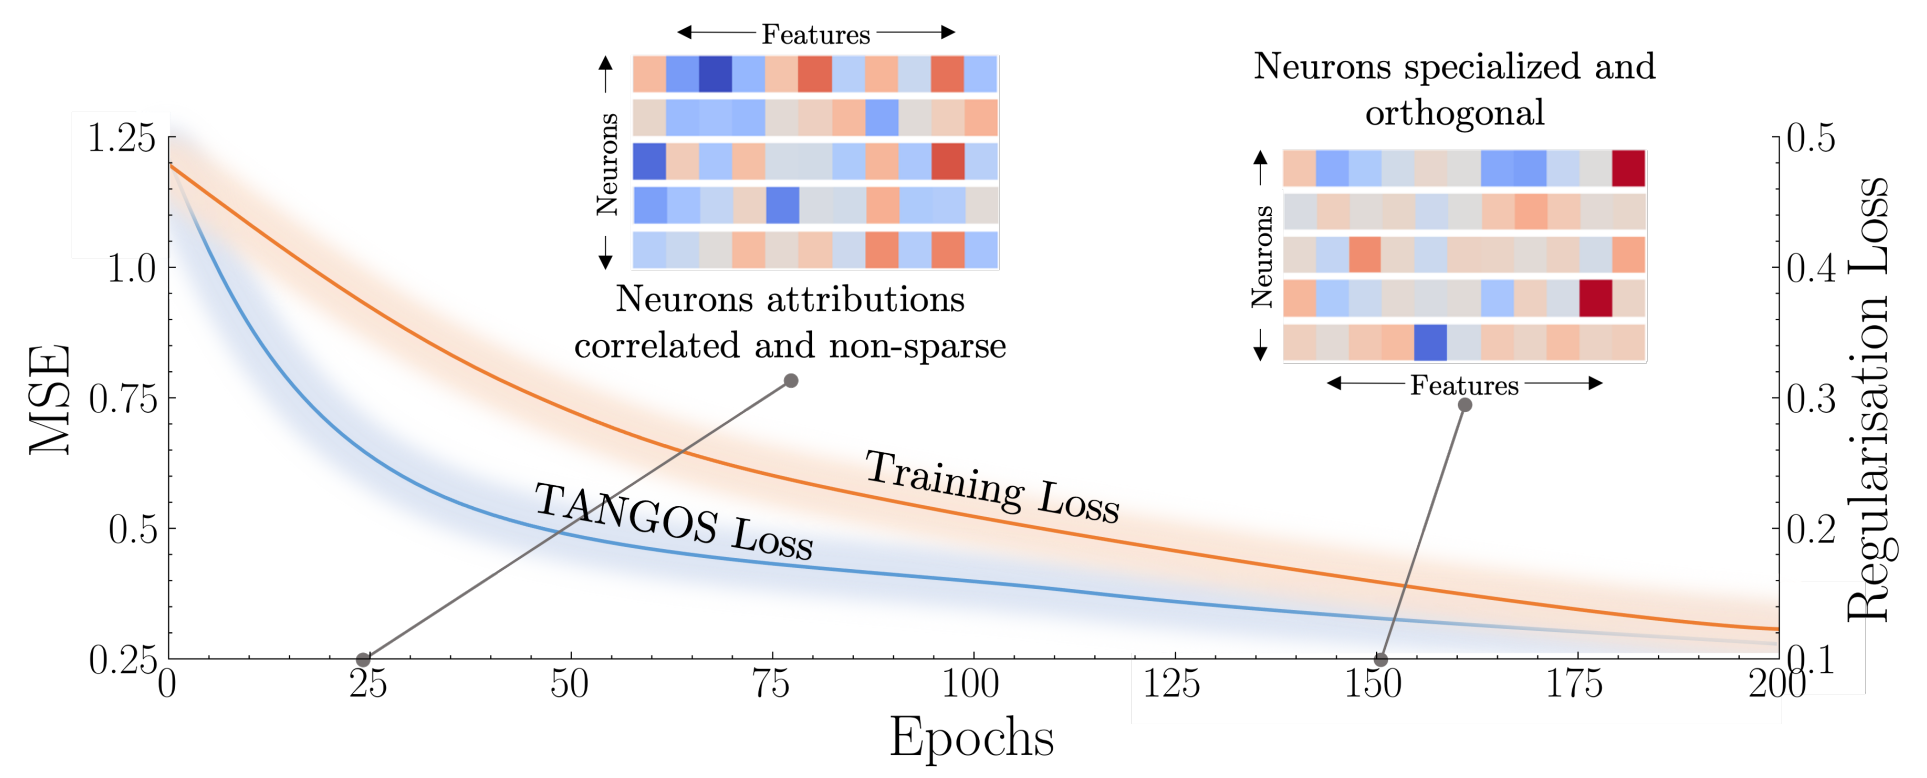 Features
Neurons
Neurons attributions
correlated and non-sparse
Neurons specialized and
orthogonal
Neurons
Features
MSE
1.25
1.0
0.75
0.5
0.25
TANGOS Loss
Training Loss
0.5
0.4
0.3
0.2
0.1
Regularisation Loss
0 25 50 75 100 125 150 175 200
Epochs